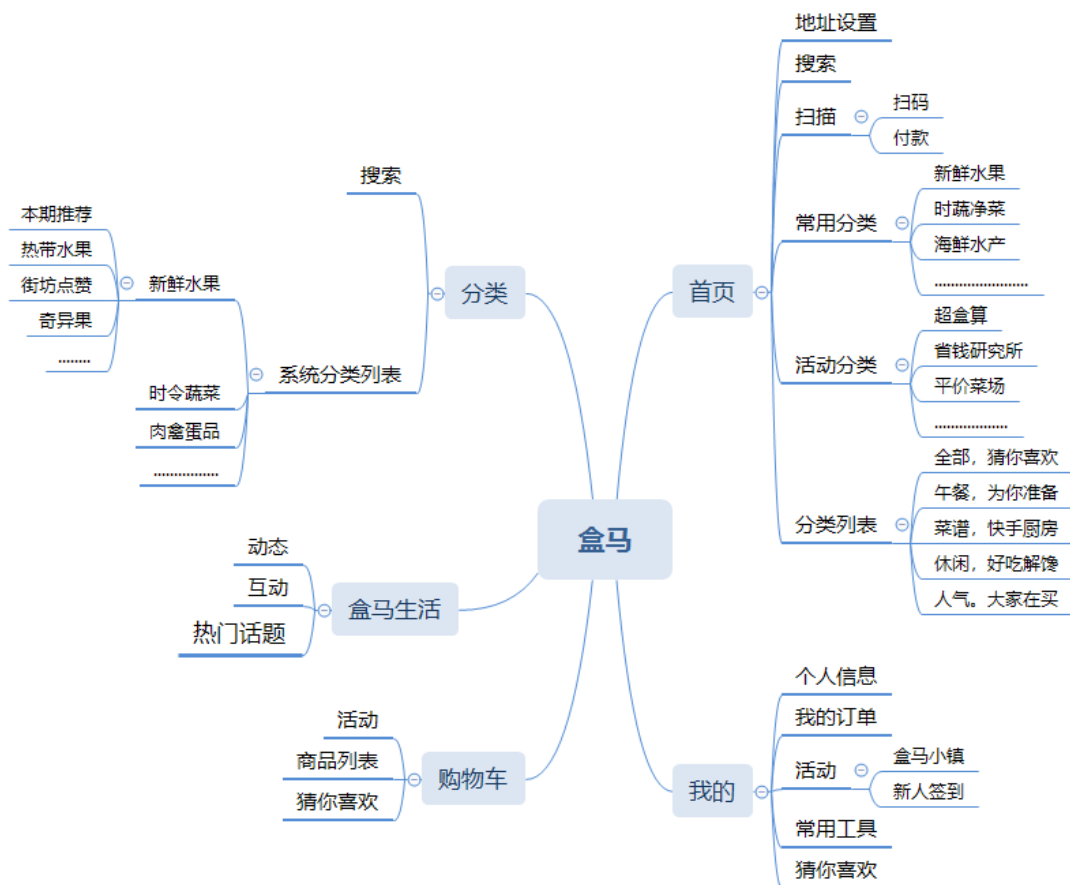 盒马
首页
地址设置
搜索
扫描
扫码
付款
常用分类
新鲜水果
时蔬净菜
海鲜水产
.......................
活动分类
超盒算
省钱研究所
平价菜场
..................
分类列表
全部，猜你喜欢
午餐，为你准备
菜谱，快手厨房
休闲，好吃解馋
人气。大家在买
我的
个人信息
我的订单
活动
盒马小镇
新人签到
常用工具
猜你喜欢
分类
搜索
系统分类列表
新鲜水果
本期推荐
热带水果
街坊点赞
奇异果
........
时令蔬菜
肉禽蛋品
................
盒马生活
动态
互动
热门话题
购物车
活动
商品列表
猜你喜欢